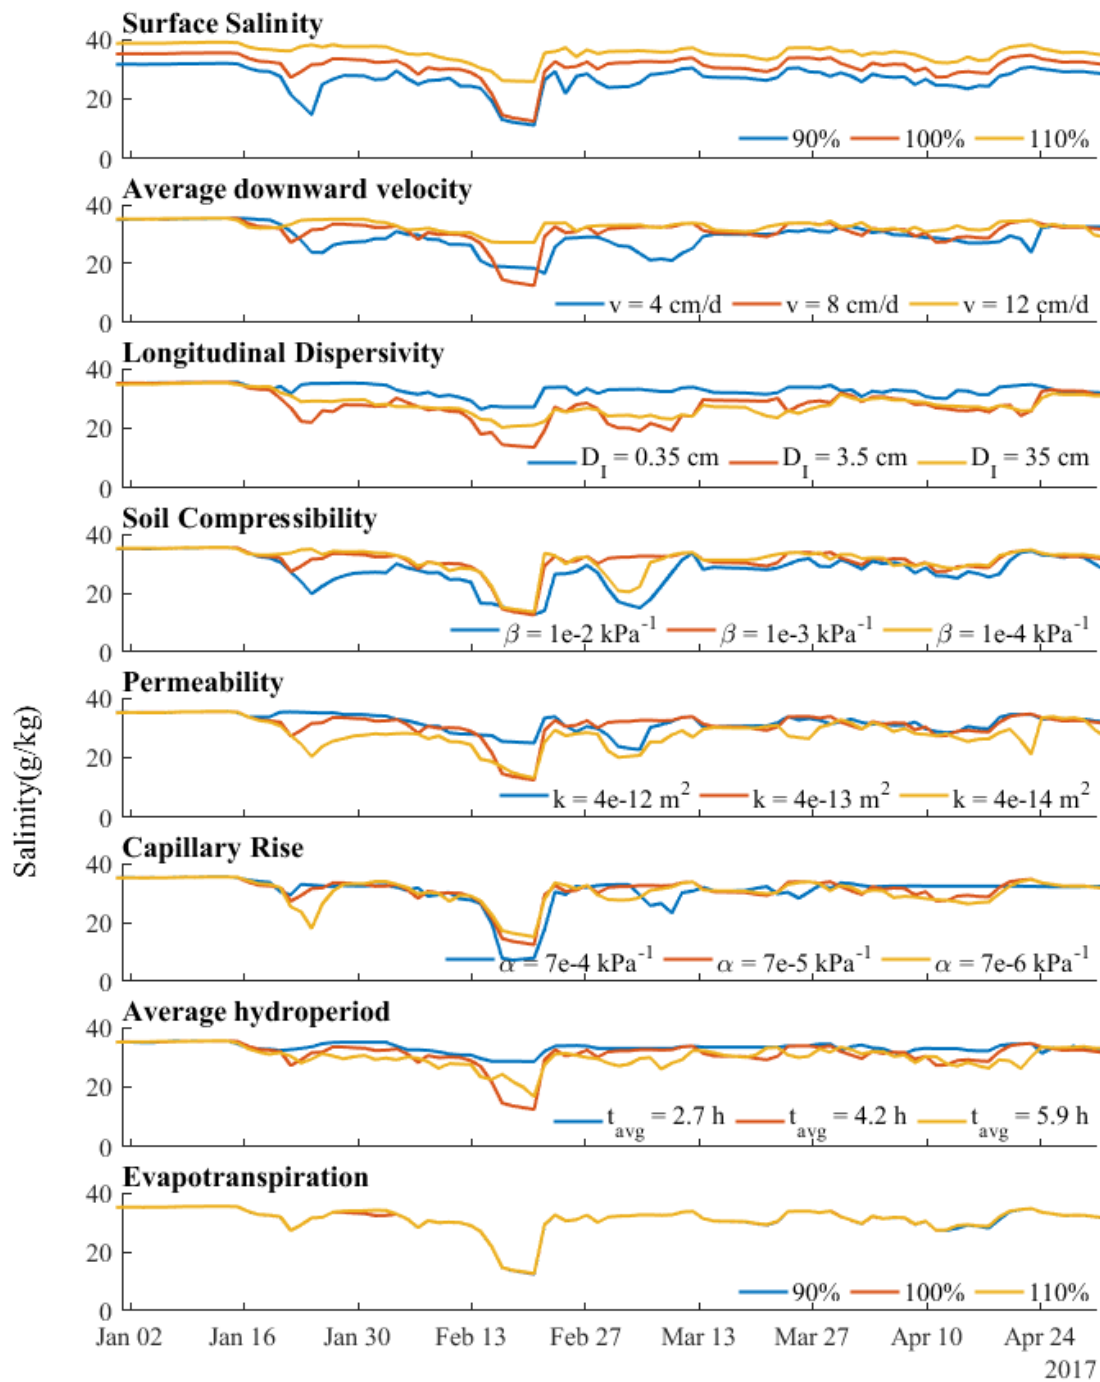 Surface Salinity
40
20
0
90% 100% 110%
Average downward velocity
40
20
0
v = 4 cm/d v = 8 cm/d v = 12 cm/d
Longitudinal Dispersivity
40
20
0
D_I = 0.35 cm D_I = 3.5 cm D_I = 35 cm
Soil Compressibility
40
20
0
β = 1e-2 kPa⁻¹ β = 1e-3 kPa⁻¹ β = 1e-4 kPa⁻¹
Permeability
40
20
0
k = 4e-12 m² k = 4e-13 m² k = 4e-14 m²
Salinity(g/kg)
Capillary Rise
40
20
0
α = 7e-4 kPa⁻¹ α = 7e-5 kPa⁻¹ α = 7e-6 kPa⁻¹
Average hydroperiod
40
20
0
t_avg = 2.7 h t_avg = 4.2 h t_avg = 5.9 h
Evapotranspiration
40
20
0
90% 100% 110%
Jan 02 Jan 16 Jan 30 Feb 13 Feb 27 Mar 13 Mar 27 Apr 10 Apr 24
2017